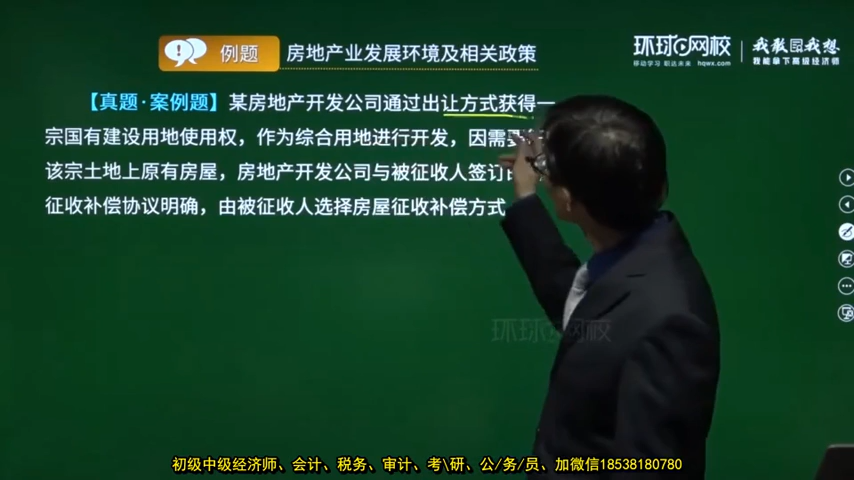 例题 房地产业发展环境及相关政策
环球网校
移动学习 职达未来 hqwx.com
我敢因我想
我能拿下高级经济师
【真题·案例题】某房地产开发公司通过出让方式获得一
宗国有建设用地使用权，作为综合用地进行开发，因需要
该宗土地上原有房屋，房地产开发公司与被征收人签订
征收补偿协议明确，由被征收人选择房屋征收补偿方式
环球网校
初级中级经济师、会计、税务、审计、考\研、公/务/员、加微信18538180780